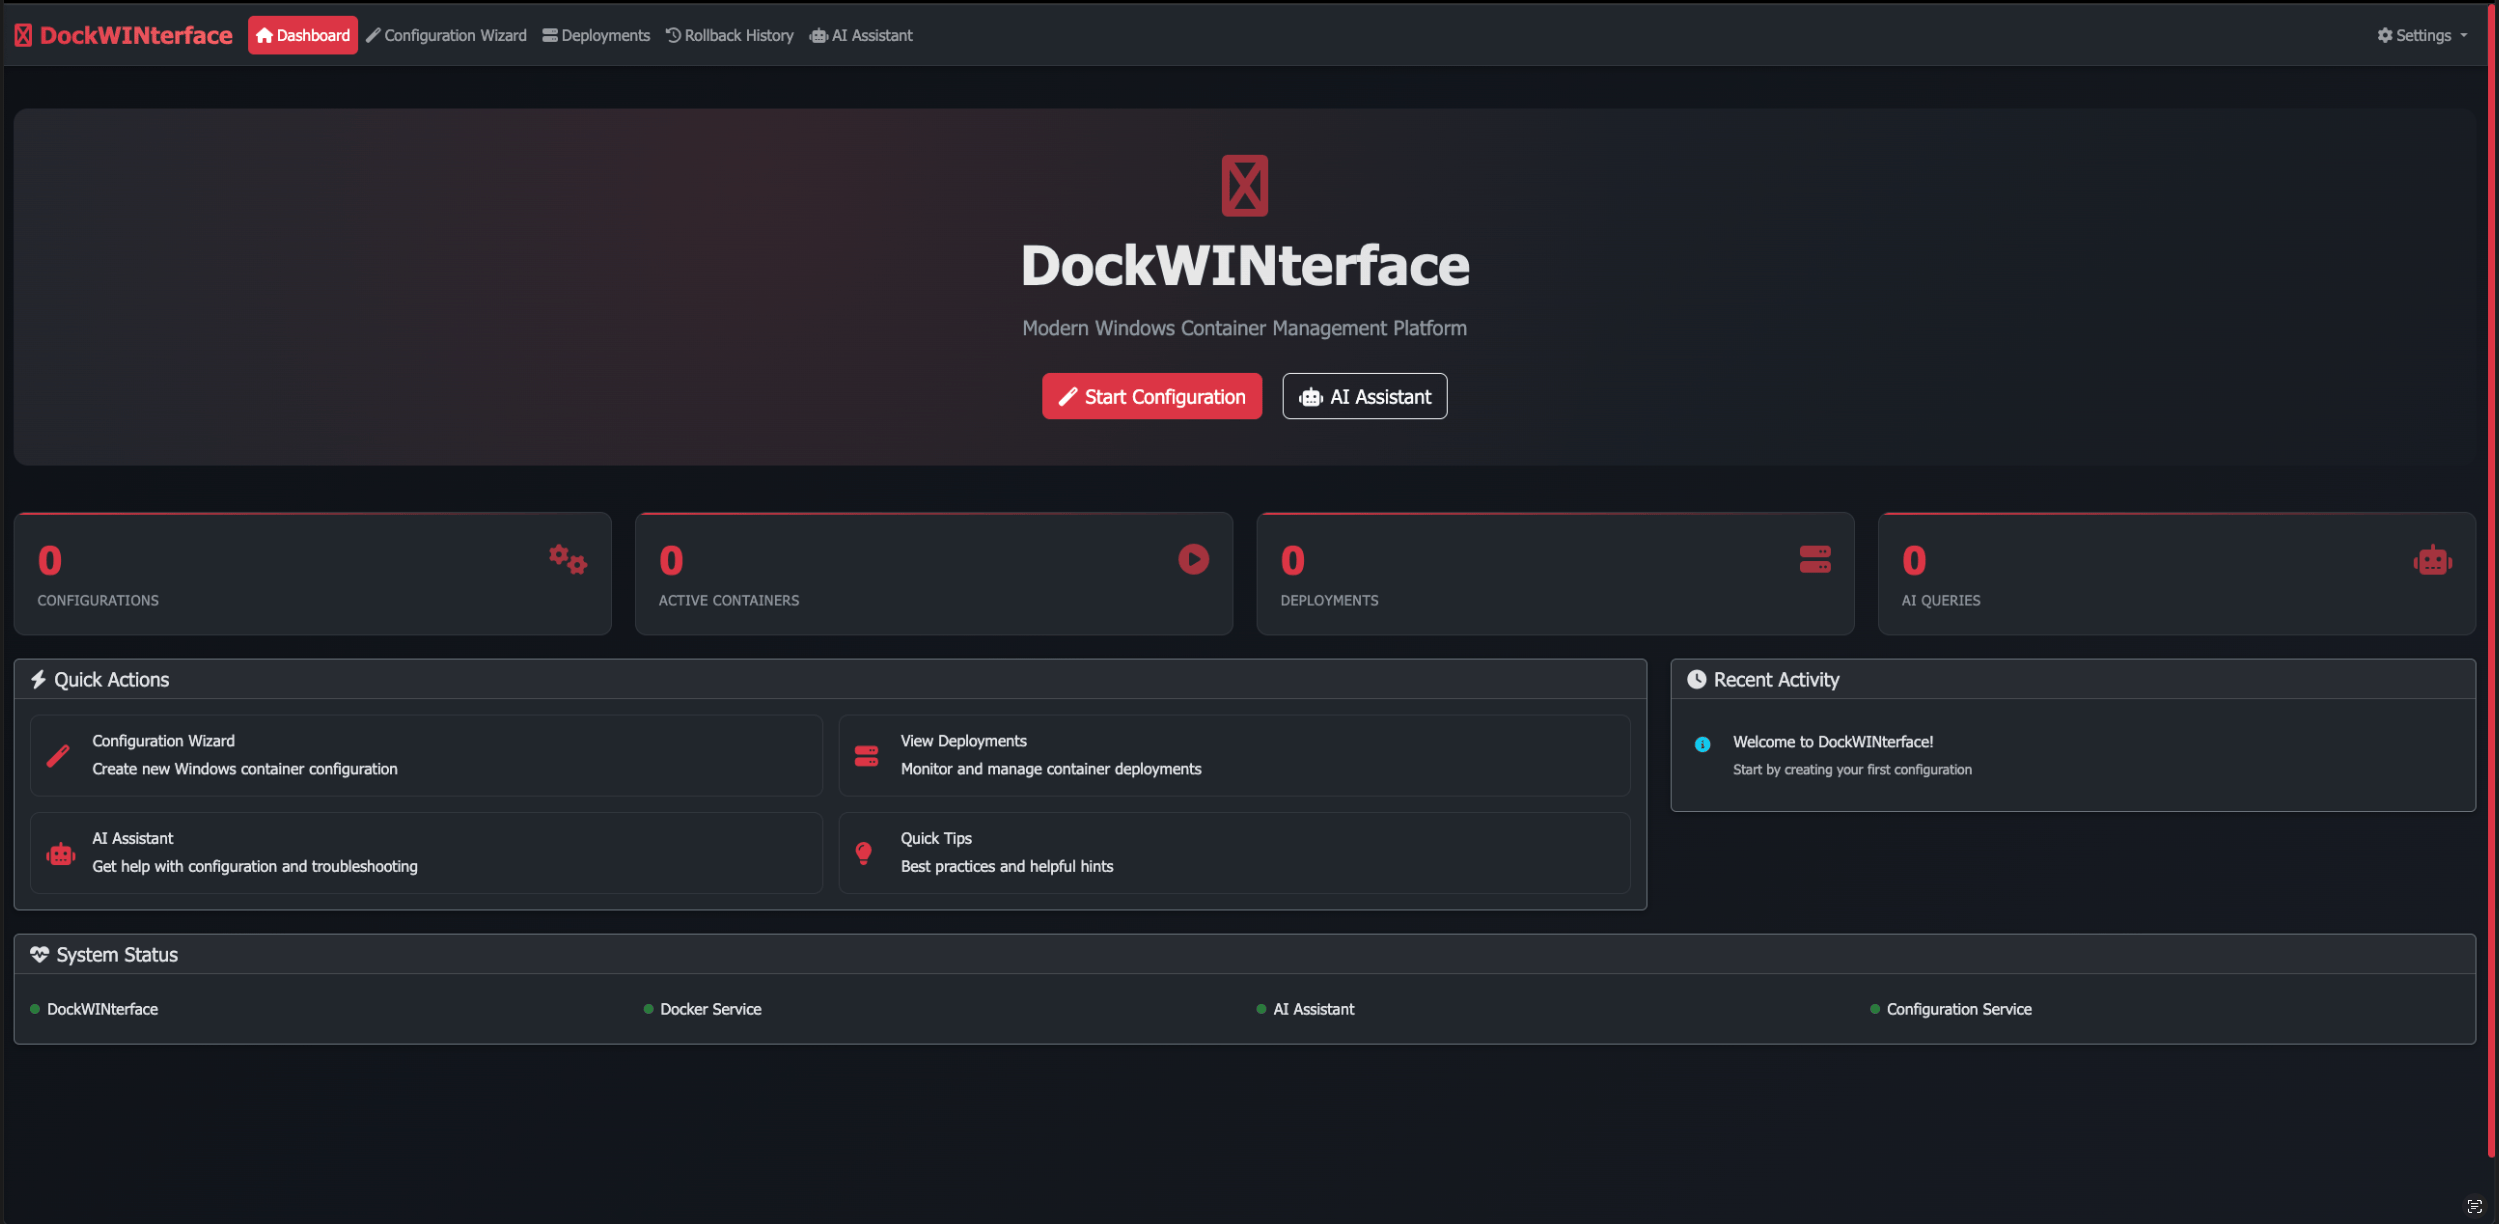 DockWINterface
Dashboard
Configuration Wizard
Deployments
Rollback History
AI Assistant
Settings
DockWINterface
Modern Windows Container Management Platform
Start Configuration
AI Assistant
0
CONFIGURATIONS
0
ACTIVE CONTAINERS
0
DEPLOYMENTS
0
AI QUERIES
Quick Actions
Configuration Wizard
Create new Windows container configuration
View Deployments
Monitor and manage container deployments
AI Assistant
Get help with configuration and troubleshooting
Quick Tips
Best practices and helpful hints
Recent Activity
Welcome to DockWINterface!
Start by creating your first configuration
System Status
DockWINterface
Docker Service
AI Assistant
Configuration Service